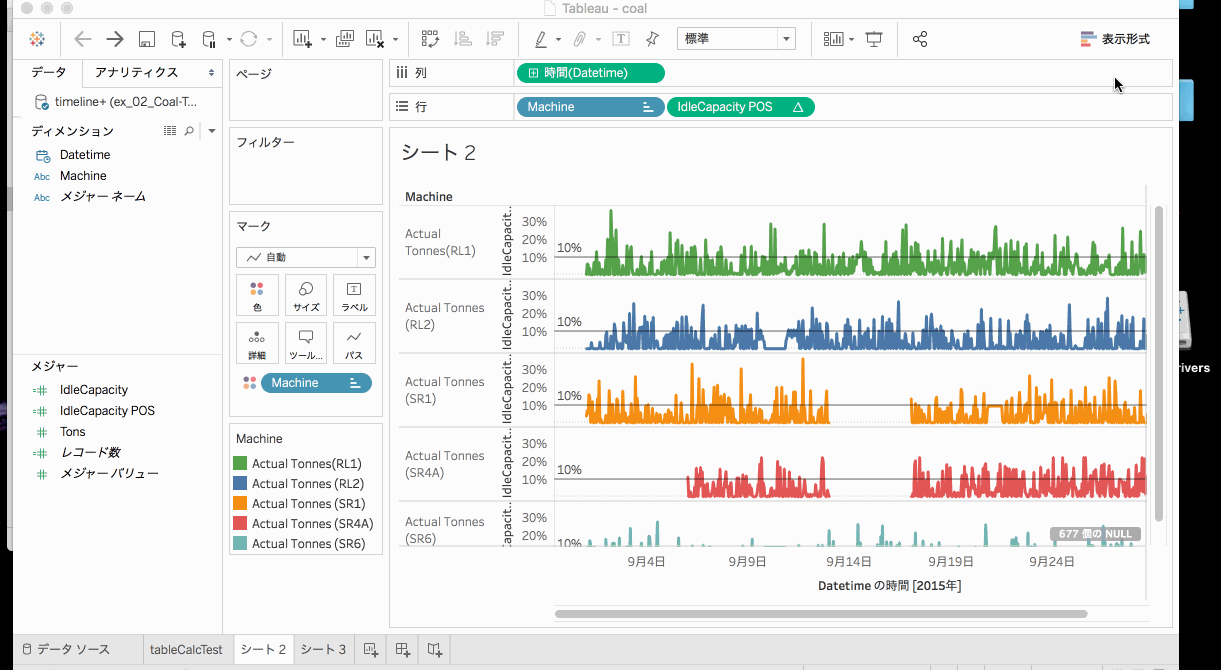 Tableau - coal
標準
表示形式
データ
アナリティクス
timeline+ (ex_02_Coal-T...
ディメンション
Datetime
Abc Machine
Abc メジャー ネーム
メジャー
IdleCapacity
IdleCapacity POS
Tons
レコード数
メジャー バリュー
ページ
フィルター
マーク
自動
色
サイズ
ラベル
詳細
ツール...
パス
Machine
Machine
Actual Tonnes(RL1)
Actual Tonnes (RL2)
Actual Tonnes (SR1)
Actual Tonnes (SR4A)
Actual Tonnes (SR6)
列
時間(Datetime)
行
Machine
IdleCapacity POS
シート 2
Machine
Actual
Tonnes(RL1)
IdleCapacit..
30%
20%
10%
10%
Actual Tonnes
(RL2)
IdleCapacit..
30%
20%
10%
10%
Actual Tonnes
(SR1)
IdleCapacit..
30%
20%
10%
10%
Actual Tonnes
(SR4A)
IdleCapacit..
30%
20%
10%
10%
Actual Tonnes
(SR6)
apacit..
30%
20%
10%
677 個の NULL
9月4日
9月9日
9月14日
9月19日
9月24日
Datetime の時間 [2015年]
rivers
データ ソース
tableCalcTest
シート 2
シート 3